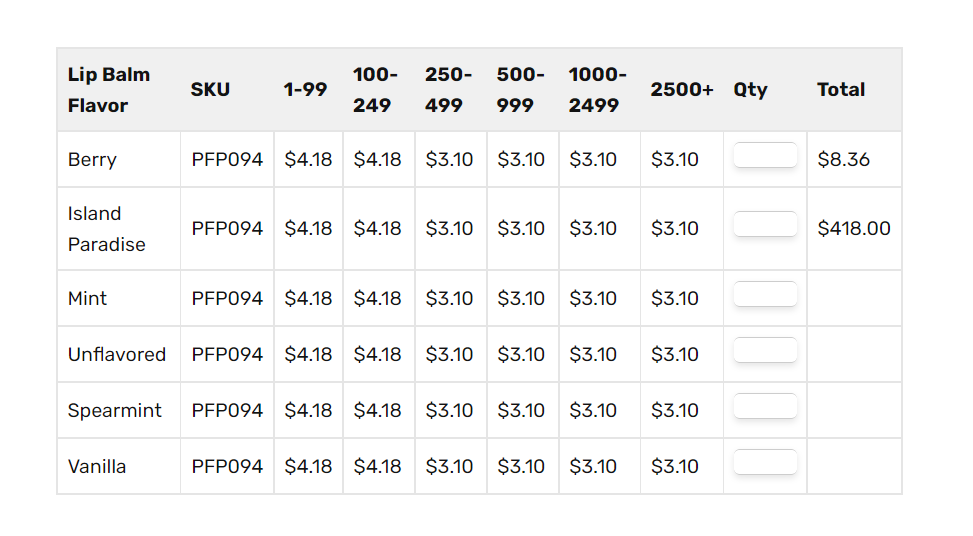 Lip Balm Flavor SKU 1-99 100-249 250-499 500-999 1000-2499 2500+ Qty Total
Berry PFP094 $4.18 $4.18 $3.10 $3.10 $3.10 $3.10 $8.36
Island Paradise PFP094 $4.18 $4.18 $3.10 $3.10 $3.10 $3.10 $418.00
Mint PFP094 $4.18 $4.18 $3.10 $3.10 $3.10 $3.10
Unflavored PFP094 $4.18 $4.18 $3.10 $3.10 $3.10 $3.10
Spearmint PFP094 $4.18 $4.18 $3.10 $3.10 $3.10 $3.10
Vanilla PFP094 $4.18 $4.18 $3.10 $3.10 $3.10 $3.10